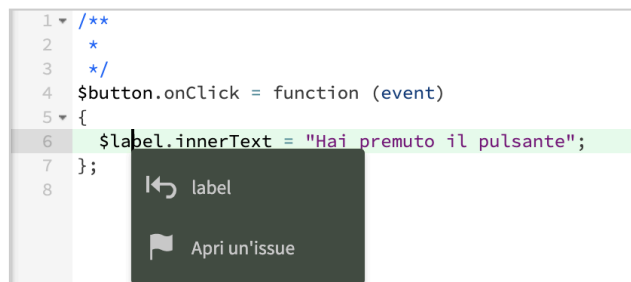 1 /**
2 *
3 */
4 $button.onClick = function (event)
5 {
6 $label.innerText = "Hai premuto il pulsante";
7 };
8
label
Apri un'issue